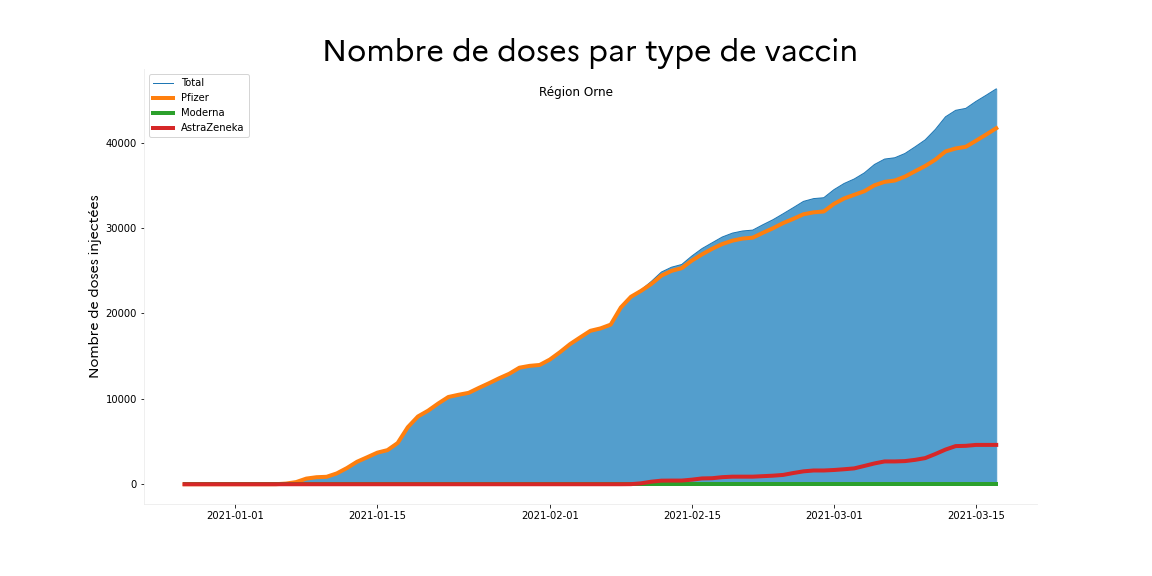 Nombre de doses par type de vaccin
Région Orne
Total
Pfizer
Moderna
AstraZeneka
Nombre de doses injectées
40000
30000
20000
10000
0
2021-01-01
2021-01-15
2021-02-01
2021-02-15
2021-03-01
2021-03-15